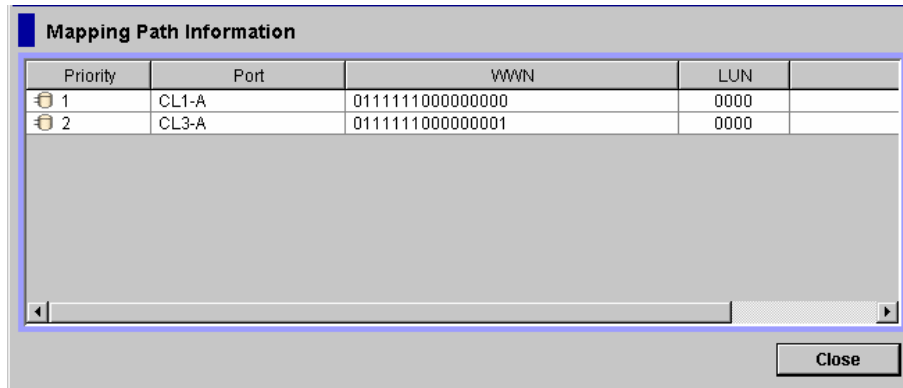 Mapping Path Information
Priority Port WWN LUN
1 CL1-A 0111111000000000 0000
2 CL3-A 0111111000000001 0000
Close